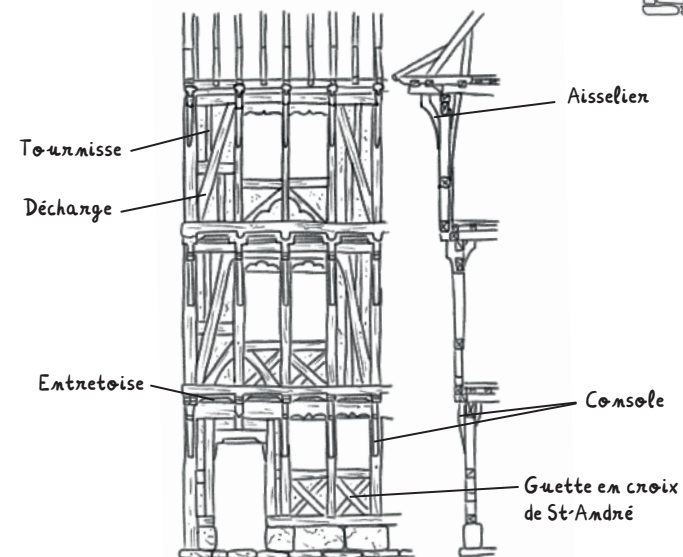 Aisselier
Tournisse
Décharge
Entretoise
Console
Guette en croix
de St-André